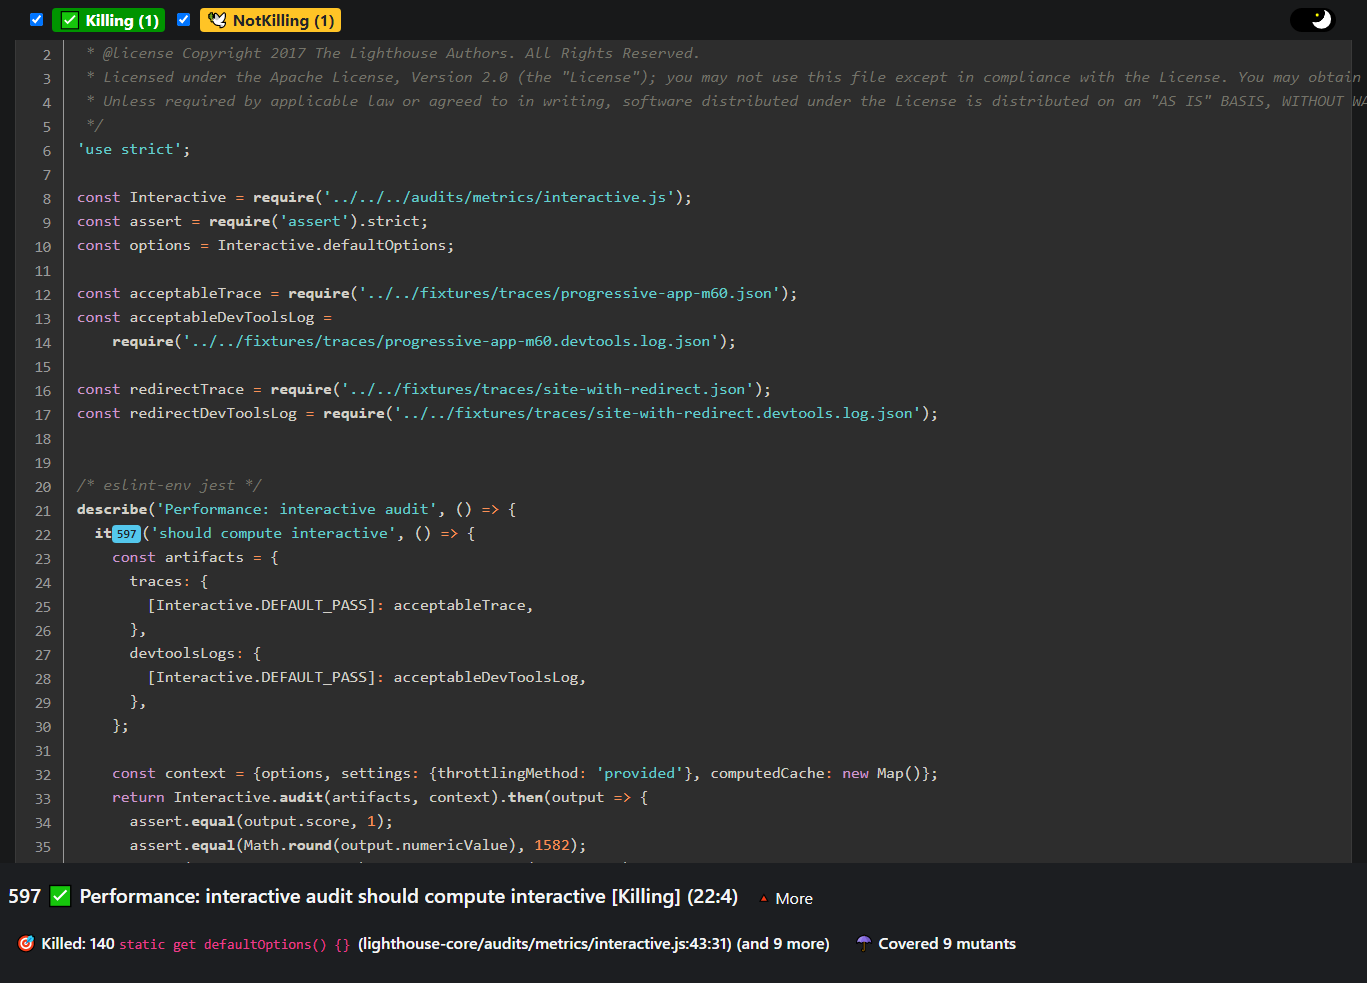 Killing (1) NotKilling (1)
2 * @license Copyright 2017 The Lighthouse Authors. All Rights Reserved.
3 * Licensed under the Apache License, Version 2.0 (the "License"); you may not use this file except in compliance with the License. You may obtain
4 * Unless required by applicable law or agreed to in writing, software distributed under the License is distributed on an "AS IS" BASIS, WITHOUT WA
5 */
6 'use strict';
7
8 const Interactive = require('../../../audits/metrics/interactive.js');
9 const assert = require('assert').strict;
10 const options = Interactive.defaultOptions;
11
12 const acceptableTrace = require('../../fixtures/traces/progressive-app-m60.json');
13 const acceptableDevToolsLog =
14 require('../../fixtures/traces/progressive-app-m60.devtools.log.json');
15
16 const redirectTrace = require('../../fixtures/traces/site-with-redirect.json');
17 const redirectDevToolsLog = require('../../fixtures/traces/site-with-redirect.devtools.log.json');
18
19
20 /* eslint-env jest */
21 describe('Performance: interactive audit', () => {
22 it 597 ('should compute interactive', () => {
23 const artifacts = {
24 traces: {
25 [Interactive.DEFAULT_PASS]: acceptableTrace,
26 },
27 devtoolsLogs: {
28 [Interactive.DEFAULT_PASS]: acceptableDevToolsLog,
29 },
30 };
31
32 const context = {options, settings: {throttlingMethod: 'provided'}, computedCache: new Map()};
33 return Interactive.audit(artifacts, context).then(output => {
34 assert.equal(output.score, 1);
35 assert.equal(Math.round(output.numericValue), 1582);
597 ✅ Performance: interactive audit should compute interactive [Killing] (22:4) More
🎯 Killed: 140 static get defaultOptions() {} (lighthouse-core/audits/metrics/interactive.js:43:31) (and 9 more) ☂ Covered 9 mutants